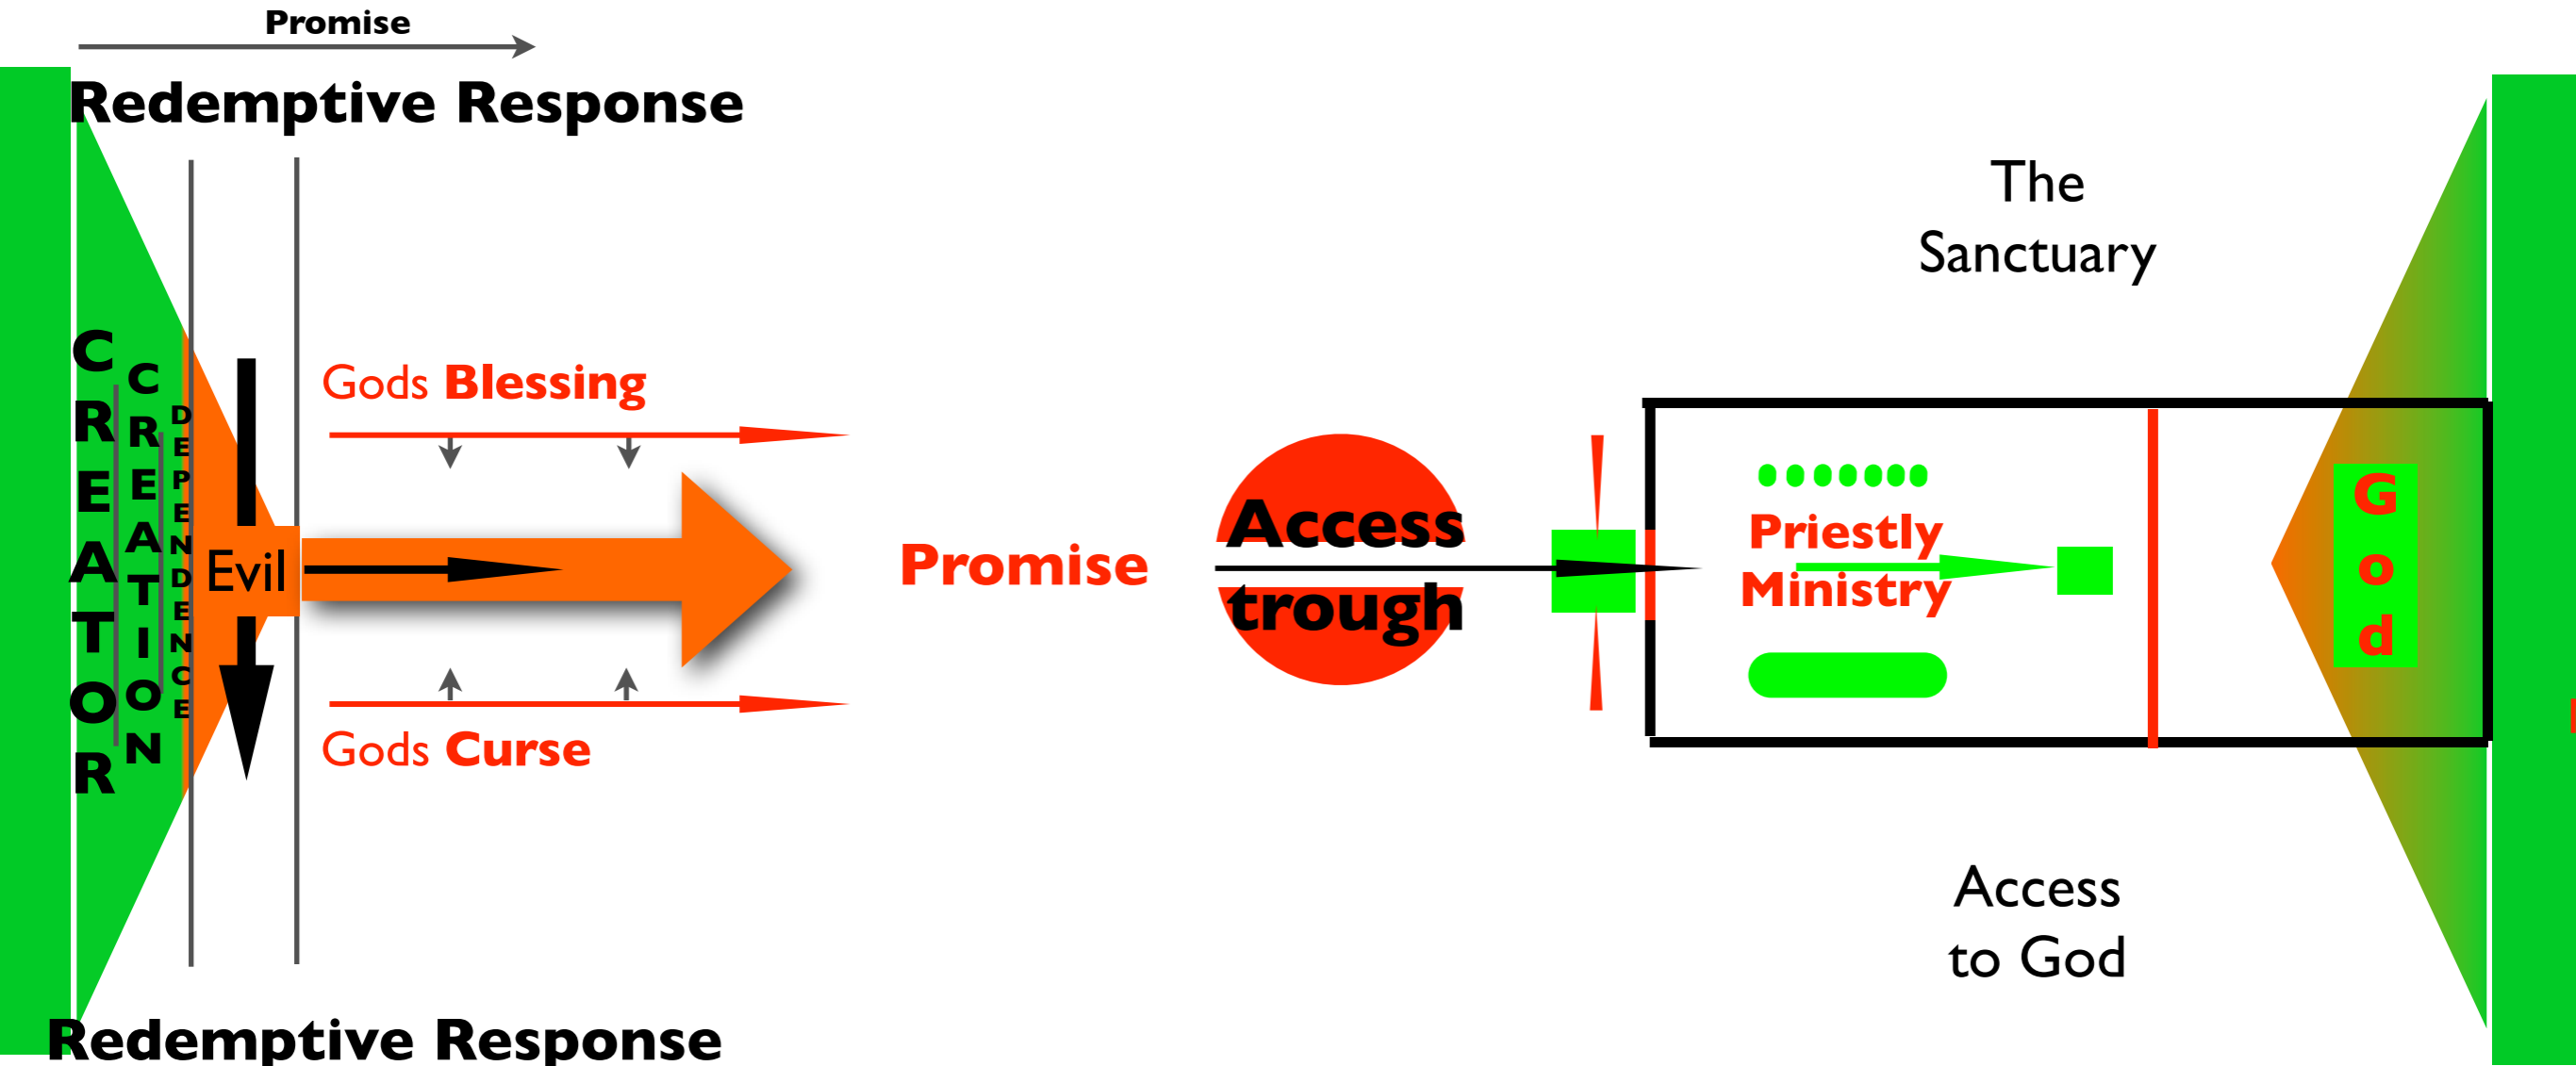 Promise
Redemptive Response
CREATOR
CREATION
DEPENDENCE
Evil
Gods Blessing
Gods Curse
Redemptive Response
Promise
Access
trough
The
Sanctuary
Priestly
Ministry
God
Access
to God